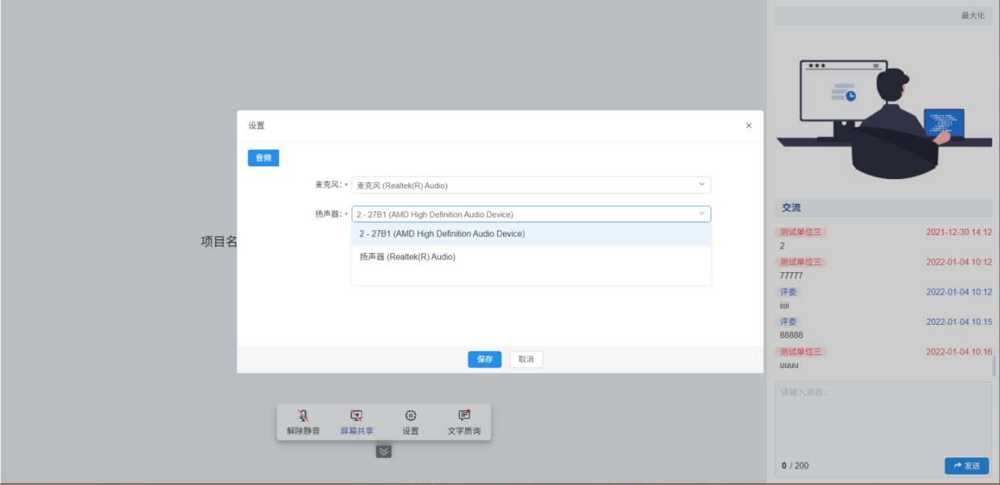 最大化
设置
音频
麦克风: * 麦克风 (Realtek(R) Audio)
扬声器: * 2 - 27B1 (AMD High Definition Audio Device)
2 - 27B1 (AMD High Definition Audio Device)
扬声器 (Realtek(R) Audio)
保存 取消
项目名
解除静音 屏幕共享 设置 文字质询
交流
测试单位三 2021-12-30 14:12
2
测试单位三 2022-01-04 10:12
77777
评委 2022-01-04 10:12
iiiii
评委 2022-01-04 10:15
88888
测试单位三 2022-01-04 10:16
uuuu
请输入消息...
0 / 200 发送